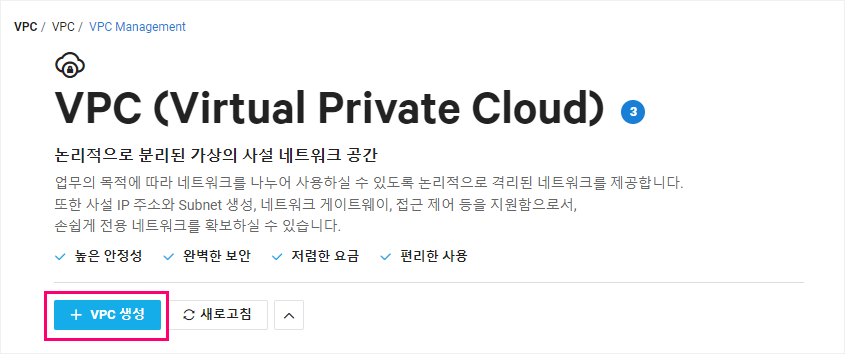 VPC / VPC / VPC Management
VPC (Virtual Private Cloud) 3
논리적으로 분리된 가상의 사설 네트워크 공간
업무의 목적에 따라 네트워크를 나누어 사용하실 수 있도록 논리적으로 격리된 네트워크를 제공합니다.
또한 사설 IP 주소와 Subnet 생성, 네트워크 게이트웨이, 접근 제어 등을 지원함으로서,
손쉽게 전용 네트워크를 확보하실 수 있습니다.
높은 안정성 완벽한 보안 저렴한 요금 편리한 사용
+ VPC 생성 새로고침